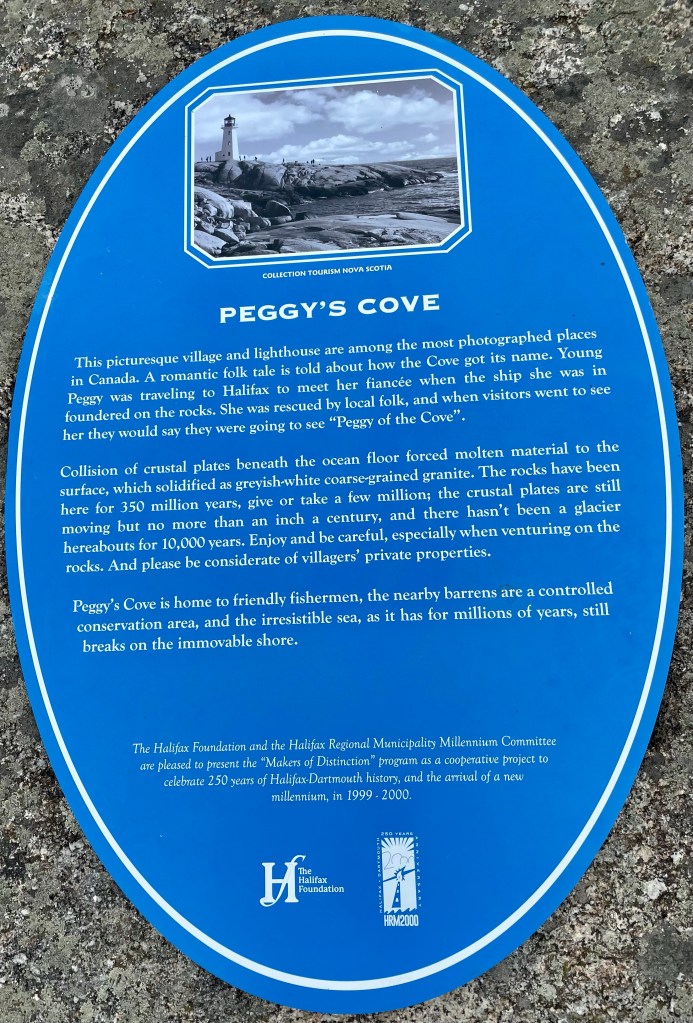 COLLECTION TOURISM NOVA SCOTIA
PEGGY'S COVE
This picturesque village and lighthouse are among the most photographed places
in Canada. A romantic folk tale is told about how the Cove got its name. Young
Peggy was traveling to Halifax to meet her fiancée when the ship she was in
foundered on the rocks. She was rescued by local folk, and when visitors went to see
her they would say they were going to see "Peggy of the Cove".
Collision of crustal plates beneath the ocean floor forced molten material to the
surface, which solidified as greyish-white coarse-grained granite. The rocks have been
here for 350 million years, give or take a few million; the crustal plates are still
moving but no more than an inch a century, and there hasn't been a glacier
hereabouts for 10,000 years. Enjoy and be careful, especially when venturing on the
rocks. And please be considerate of villagers' private properties.
Peggy's Cove is home to friendly fishermen, the nearby barrens are a controlled
conservation area, and the irresistible sea, as it has for millions of years, still
breaks on the immovable shore.
The Halifax Foundation and the Halifax Regional Municipality Millennium Committee
are pleased to present the "Makers of Distinction" program as a cooperative project to
celebrate 250 years of Halifax-Dartmouth history, and the arrival of a new
millennium, in 1999 - 2000.
The
Halifax
Foundation
250 YEARS
HALIFAX - DARTMOUTH
2000
HRM2000